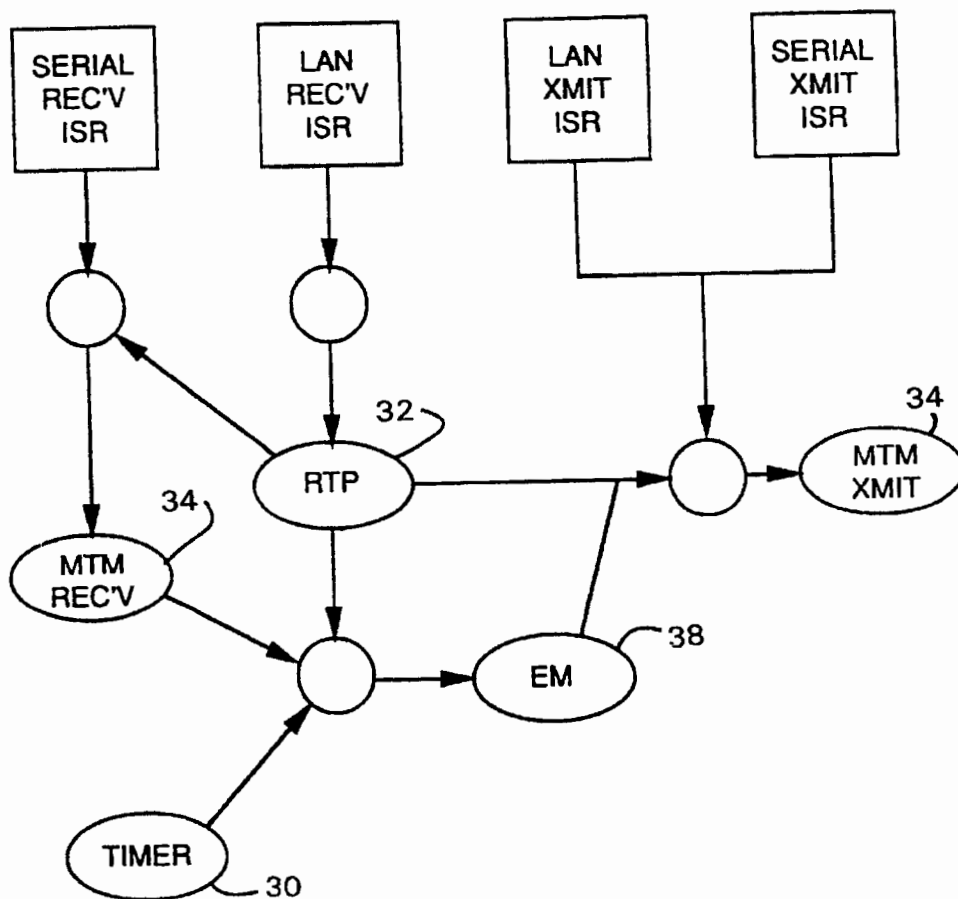 SERIAL
REC'V
ISR
LAN
REC'V
ISR
LAN
XMIT
ISR
SERIAL
XMIT
ISR
32
RTP
34
MTM
XMIT
34
MTM
REC'V
EM
38
TIMER
30